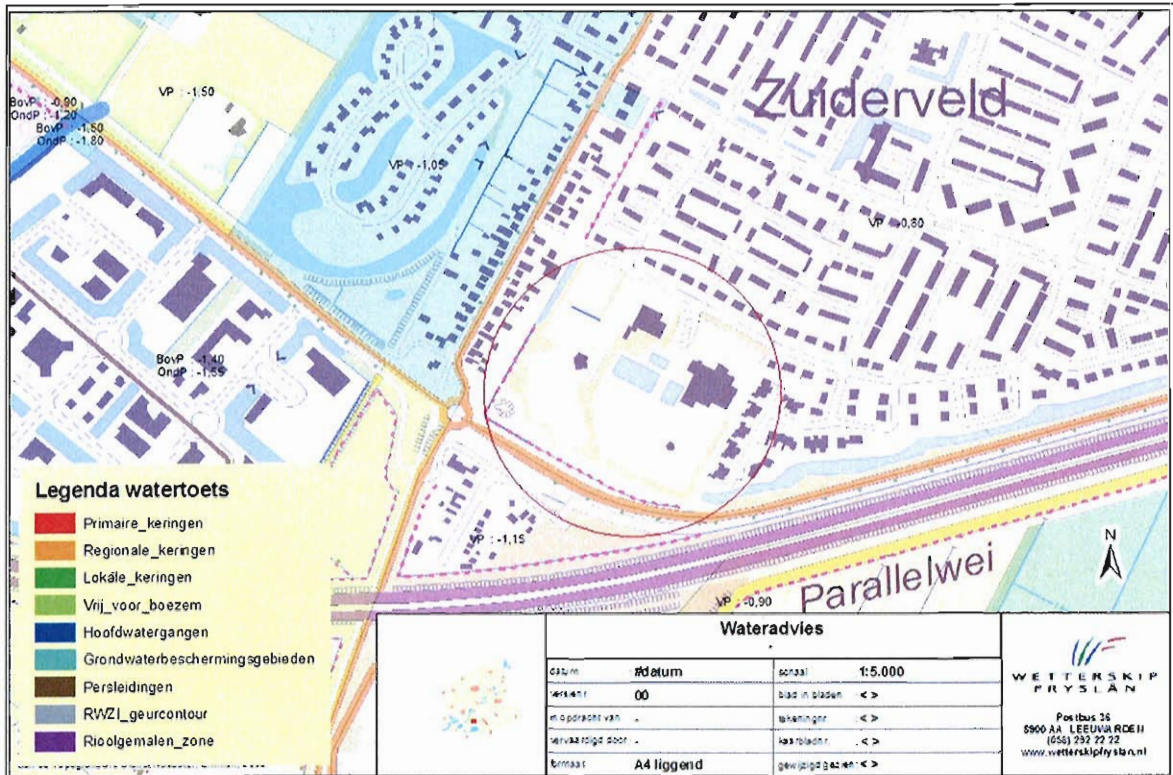 Zuiderveld
VP : -1,50
BovP : -0,90
OndP : -1,20
BovP : -1,50
OndP : -1,80
VP : -1,05
VP : -0,80
BovP : -1,40
OndP : -1,55
VP : -1,15
VP : -0,90
Parallelwei
N
Legenda watertoets
Primaire_keringen
Regionale_keringen
Lokale_keringen
Vrij_voor_boezem
Hoofdwatergangen
Grondwaterbeschermingsgebieden
Persleidingen
RWZI_geurcontour
Rioolgemalen_zone
Wateradvies
datum #datum schaal 1:5.000
versienr 00 blad in bladen < >
in opdracht van . tekeningnr. < >
vervaardigd door . kaartbladnr. < >
formaat A4 liggend gewijzigd gezien < >
WETTERSKIP
FRYSLÂN
Postbus 36
8900 AA LEEUWARDEN
(058) 292 22 22
www.wetterskipfryslan.nl